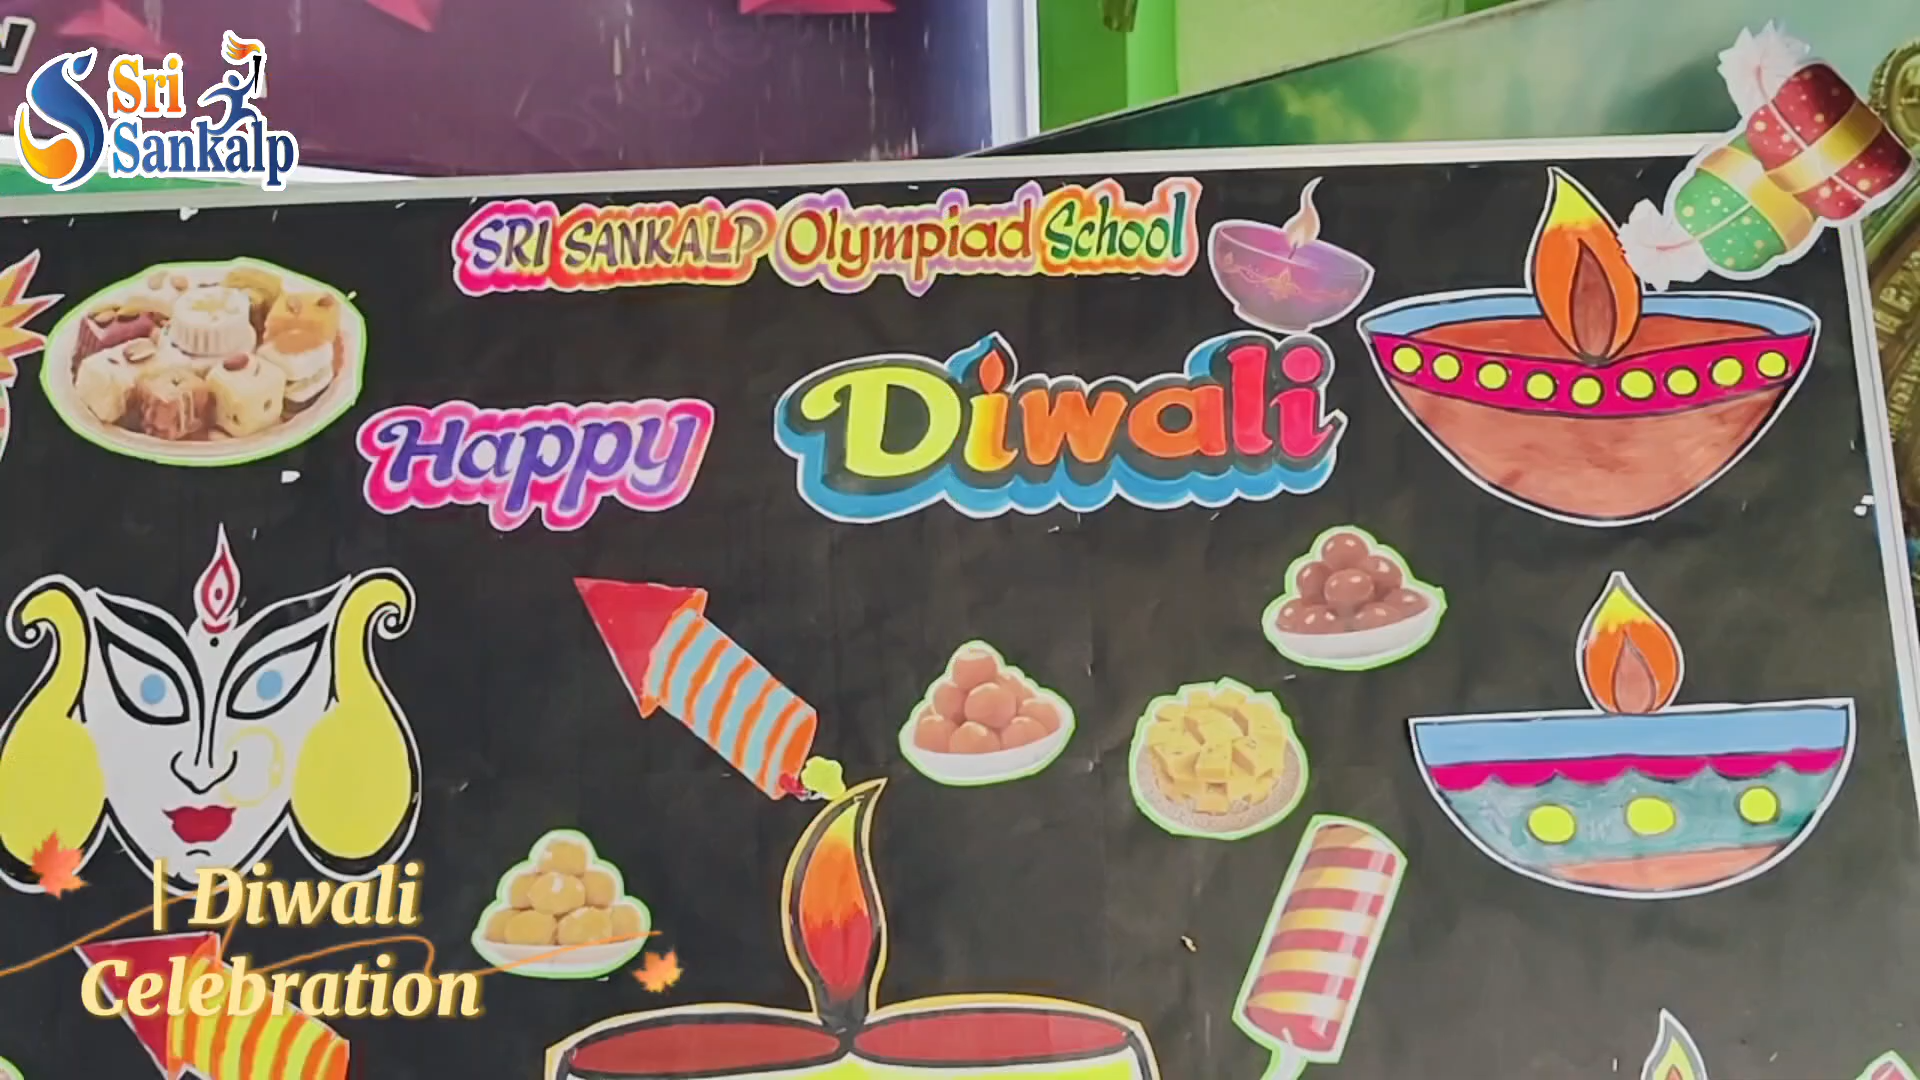 Sri
Sankalp
SRI SANKALP Olympiad School
Happy Diwali
| Diwali
Celebration